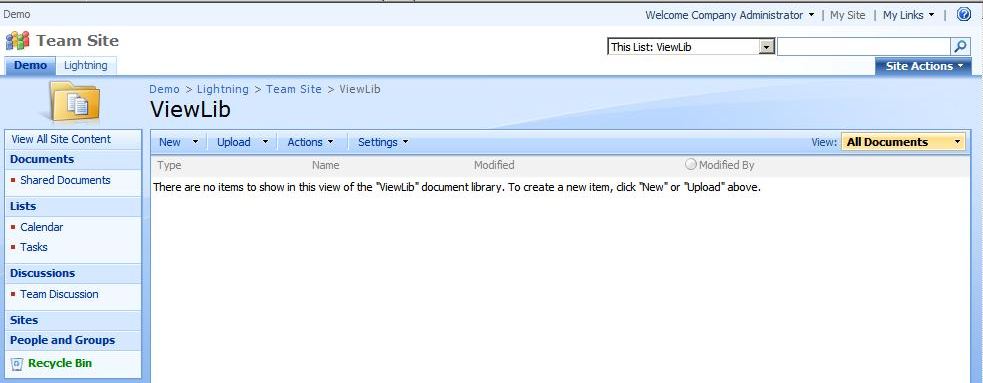 Demo
Welcome Company Administrator | My Site | My Links |
Team Site
This List: ViewLib
Demo Lightning
Site Actions
Demo > Lightning > Team Site > ViewLib
ViewLib
View All Site Content
Documents
Shared Documents
Lists
Calendar
Tasks
Discussions
Team Discussion
Sites
People and Groups
Recycle Bin
New Upload Actions Settings View: All Documents
Type Name Modified Modified By
There are no items to show in this view of the "ViewLib" document library. To create a new item, click "New" or "Upload" above.